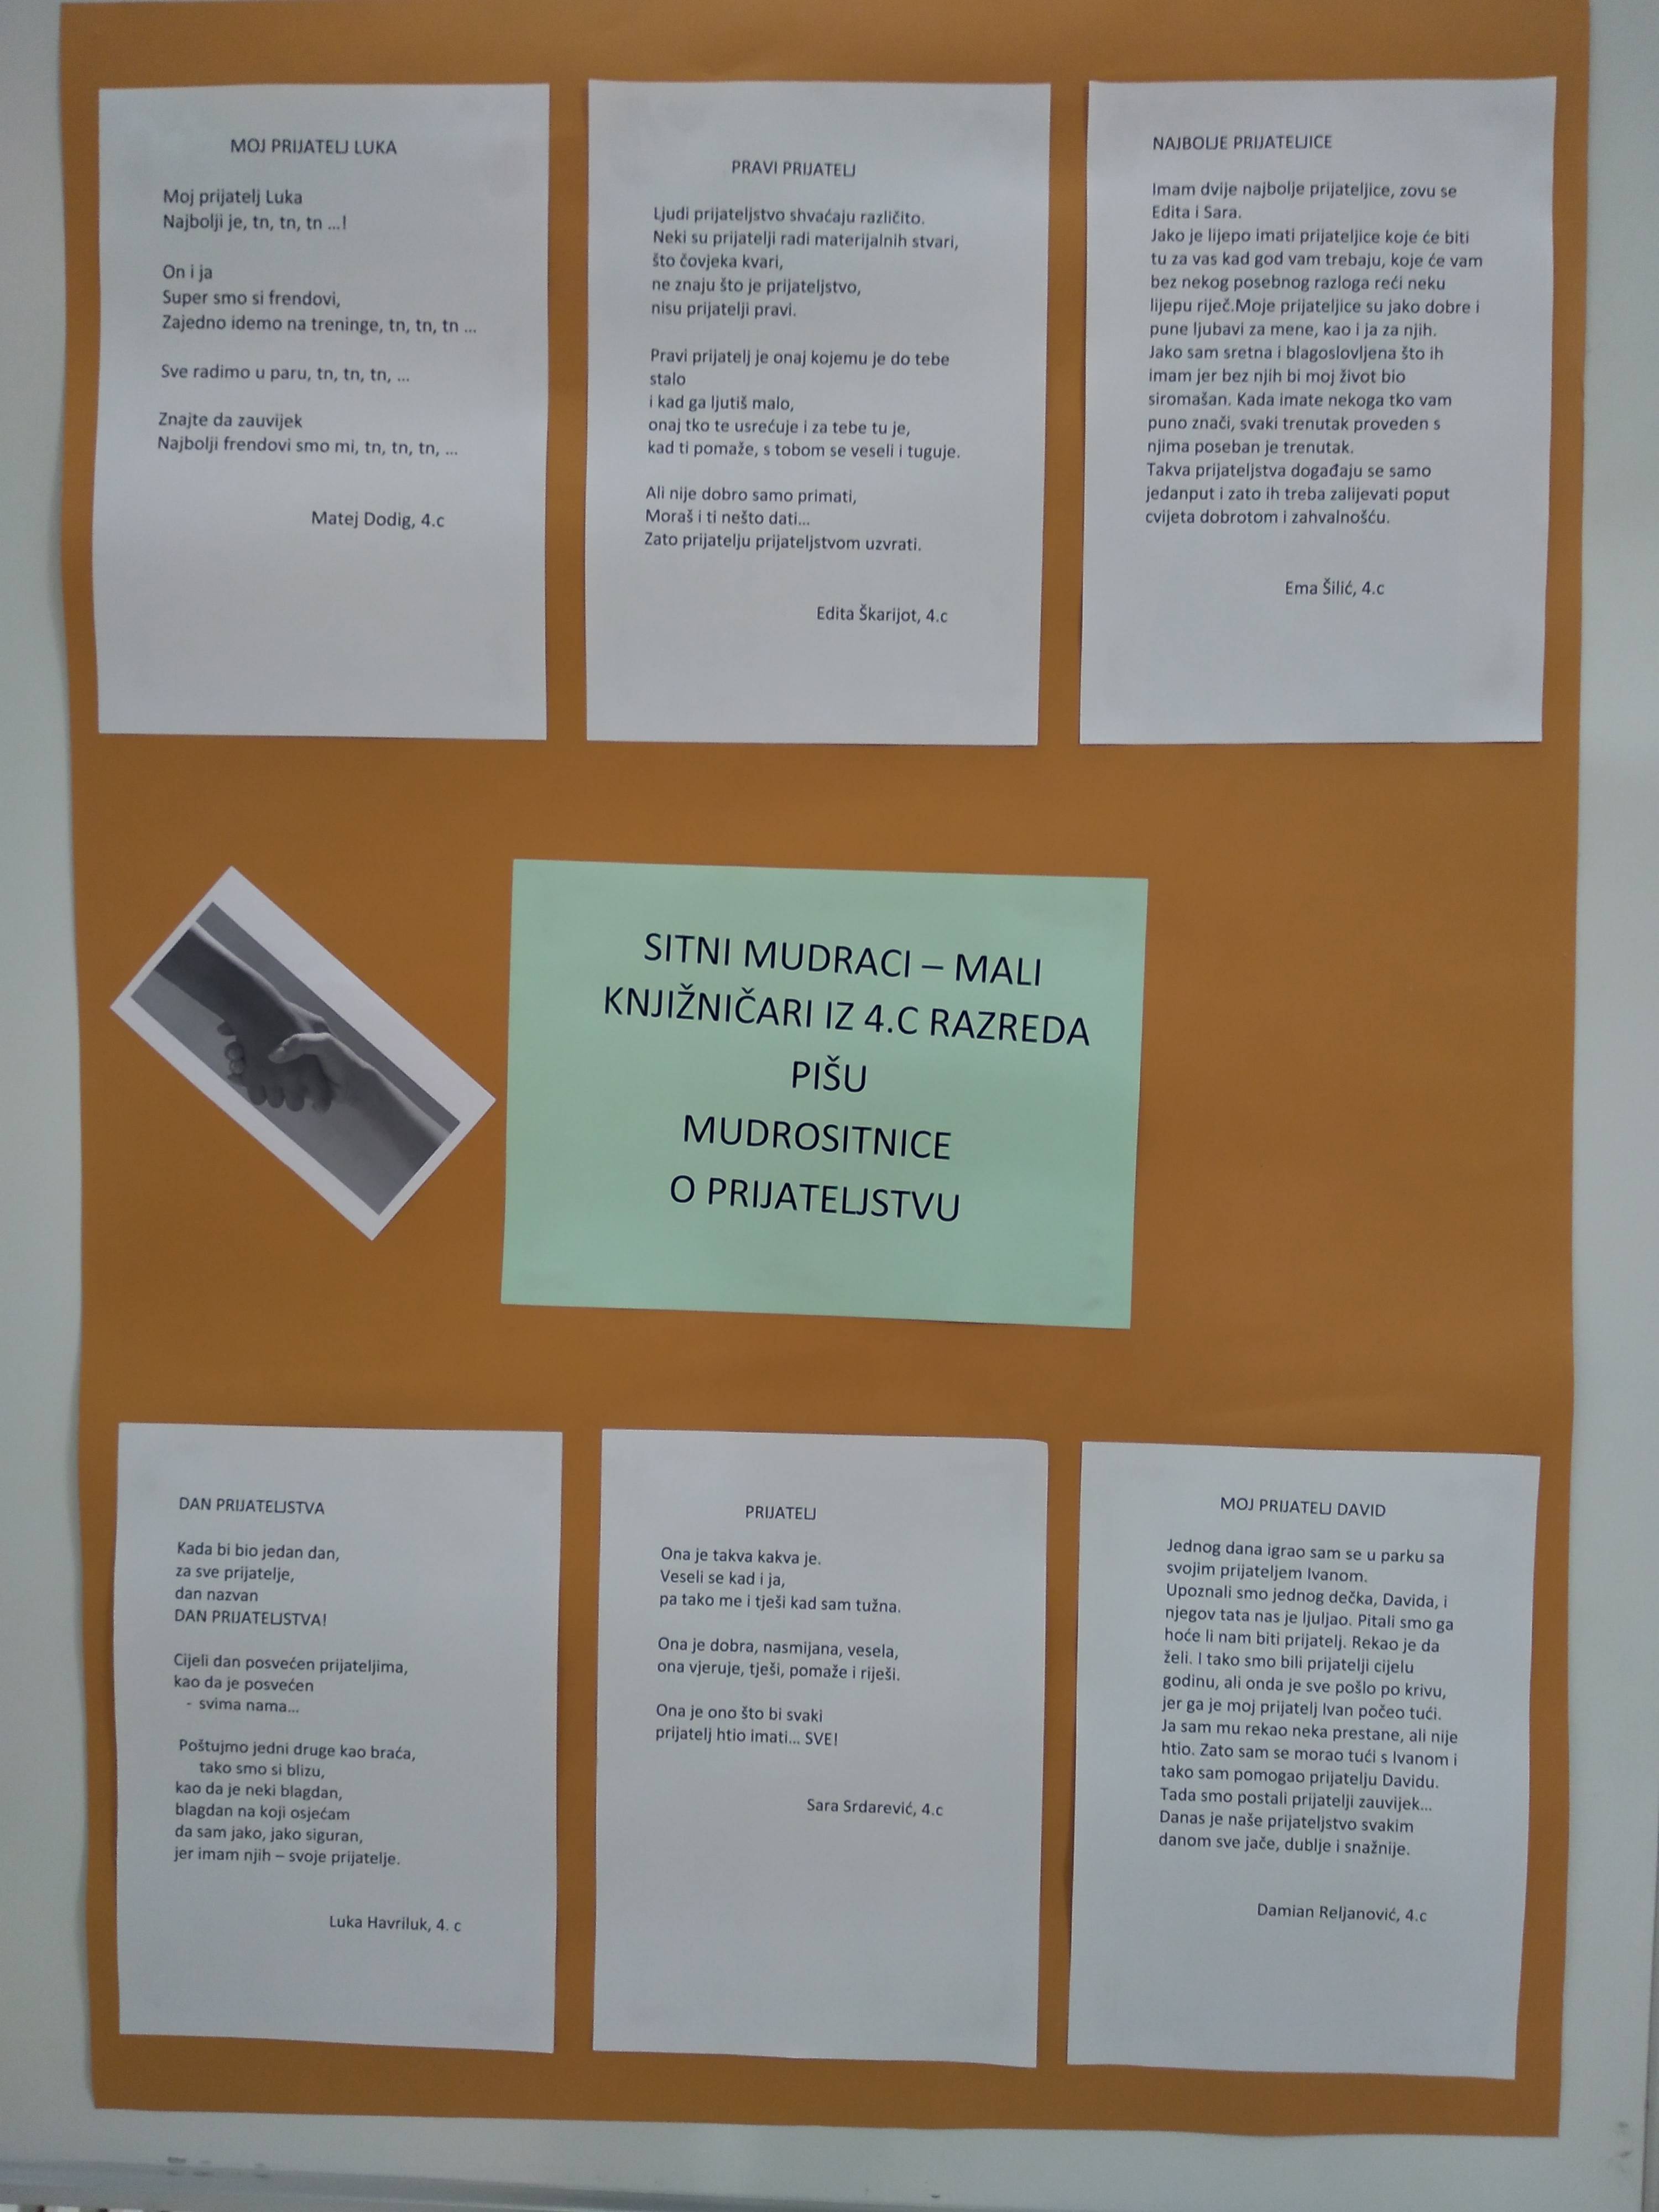 MOJ PRIJATELJ LUKA
Moj prijatelj Luka
Najbolji je, tn, tn, tn ...!
On i ja
Super smo si frendovi,
Zajedno idemo na treninge, tn, tn, tn ...
Sve radimo u paru, tn, tn, tn, ...
Znajte da zauvijek
Najbolji frendovi smo mi, tn, tn, tn, ...
Matej Dodig, 4.c
PRAVI PRIJATELJ
Ljudi prijateljstvo shvaćaju različito.
Neki su prijatelji radi materijalnih stvari,
što čovjeka kvari,
ne znaju što je prijateljstvo,
nisu prijatelji pravi.
Pravi prijatelj je onaj kojemu je do tebe
stalo
i kad ga ljutiš malo,
onaj tko te usrećuje i za tebe tu je,
kad ti pomaže, s tobom se veseli i tuguje.
Ali nije dobro samo primati,
Moraš i ti nešto dati...
Zato prijatelju prijateljstvom uzvrati.
Edita Škarijot, 4.c
NAJBOLJE PRIJATELJICE
Imam dvije najbolje prijateljice, zovu se
Edita i Sara.
Jako je lijepo imati prijateljice koje će biti
tu za vas kad god vam trebaju, koje će vam
bez nekog posebnog razloga reći neku
lijepu riječ.Moje prijateljice su jako dobre i
pune ljubavi za mene, kao i ja za njih.
Jako sam sretna i blagoslovljena što ih
imam jer bez njih bi moj život bio
siromašan. Kada imate nekoga tko vam
puno znači, svaki trenutak proveden s
njima poseban je trenutak.
Takva prijateljstva događaju se samo
jedanput i zato ih treba zalijevati poput
cvijeta dobrotom i zahvalnošću.
Ema Šilić, 4.c
SITNI MUDRACI – MALI
KNJIŽNIČARI IZ 4.C RAZREDA
PIŠU
MUDROSITNICE
O PRIJATELJSTVU
DAN PRIJATELJSTVA
Kada bi bio jedan dan,
za sve prijatelje,
dan nazvan
DAN PRIJATELJSTVA!
Cijeli dan posvećen prijateljima,
kao da je posvećen
- svima nama...
Poštujmo jedni druge kao braća,
tako smo si blizu,
kao da je neki blagdan,
blagdan na koji osjećam
da sam jako, jako siguran,
jer imam njih – svoje prijatelje.
Luka Havriluk, 4. c
PRIJATELJ
Ona je takva kakva je.
Veseli se kad i ja,
pa tako me i tješi kad sam tužna.
Ona je dobra, nasmijana, vesela,
ona vjeruje, tješi, pomaže i riješi.
Ona je ono što bi svaki
prijatelj htio imati... SVE!
Sara Srdarević, 4.c
MOJ PRIJATELJ DAVID
Jednog dana igrao sam se u parku sa
svojim prijateljem Ivanom.
Upoznali smo jednog dečka, Davida, i
njegov tata nas je ljuljao. Pitali smo ga
hoće li nam biti prijatelj. Rekao je da
želi. I tako smo bili prijatelji cijelu
godinu, ali onda je sve pošlo po krivu,
jer ga je moj prijatelj Ivan počeo tući.
Ja sam mu rekao neka prestane, ali nije
htio. Zato sam se morao tući s Ivanom i
tako sam pomogao prijatelju Davidu.
Tada smo postali prijatelji zauvijek...
Danas je naše prijateljstvo svakim
danom sve jače, dublje i snažnije.
Damian Reljanović, 4.c